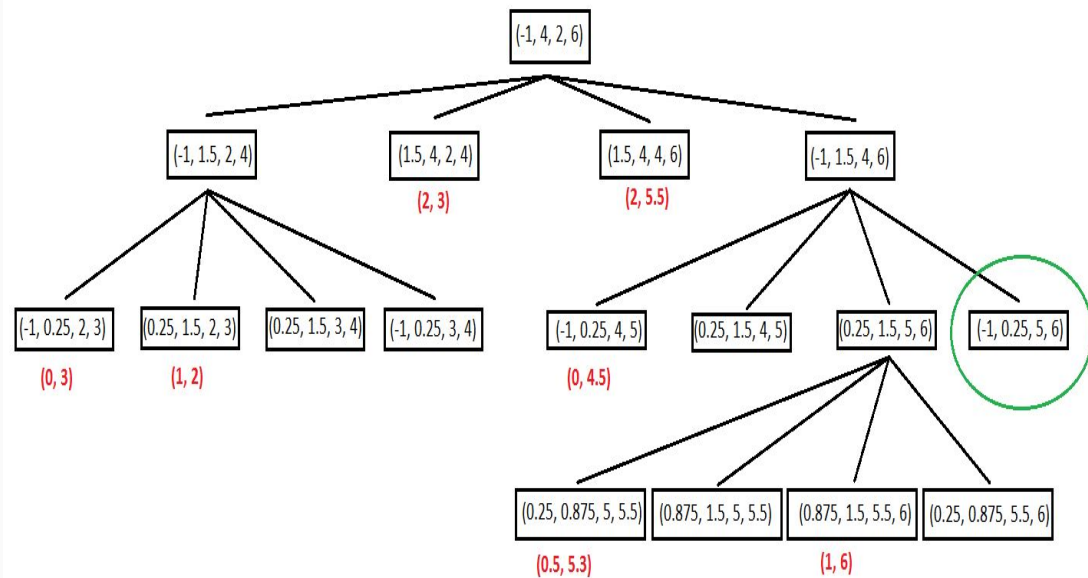 (-1, 4, 2, 6)
(-1, 1.5, 2, 4)
(1.5, 4, 2, 4)
(1.5, 4, 4, 6)
(-1, 1.5, 4, 6)
(2, 3)
(2, 5.5)
(-1, 0.25, 2, 3)
(0.25, 1.5, 2, 3)
(0.25, 1.5, 3, 4)
(-1, 0.25, 3, 4)
(-1, 0.25, 4, 5)
(0.25, 1.5, 4, 5)
(0.25, 1.5, 5, 6)
(-1, 0.25, 5, 6)
(0, 3)
(1, 2)
(0, 4.5)
(0.25, 0.875, 5, 5.5)
(0.875, 1.5, 5, 5.5)
(0.875, 1.5, 5.5, 6)
(0.25, 0.875, 5.5, 6)
(0.5, 5.3)
(1, 6)